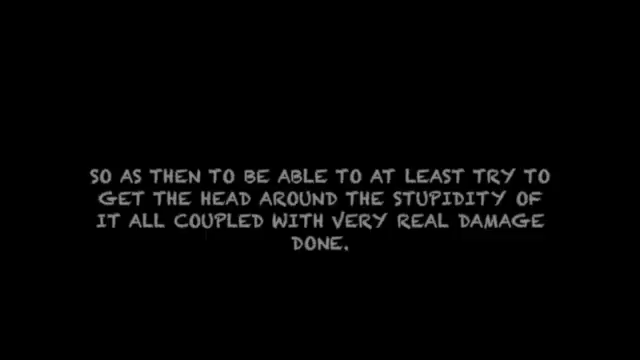 SO AS THEN TO BE ABLE TO AT LEAST TRY TO
GET THE HEAD AROUND THE STUPIDITY OF
IT ALL COUPLED WITH VERY REAL DAMAGE
DONE.